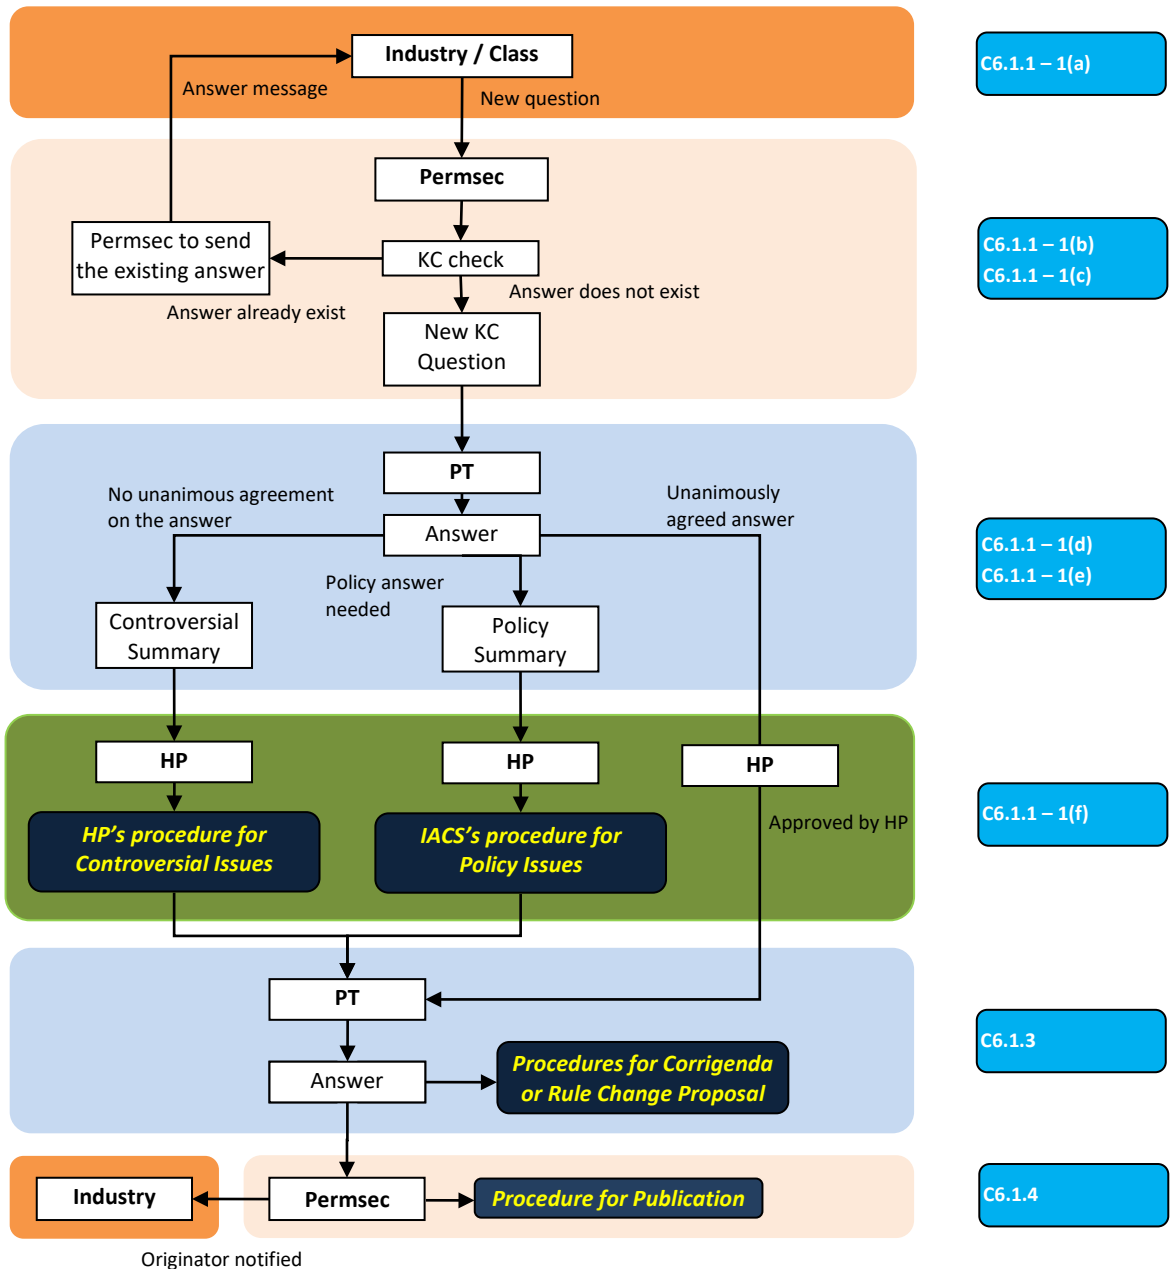 Industry / Class
C6.1.1 – 1(a)
Answer message
New question
Permsec
Permsec to send
the existing answer
KC check
C6.1.1 – 1(b)
C6.1.1 – 1(c)
Answer does not exist
Answer already exist
New KC
Question
PT
No unanimous agreement
on the answer
Unanimously
agreed answer
Answer
C6.1.1 – 1(d)
C6.1.1 – 1(e)
Policy answer
needed
Controversial
Summary
Policy
Summary
HP
HP
HP
HP's procedure for
Controversial Issues
IACS's procedure for
Policy Issues
Approved by HP
C6.1.1 – 1(f)
PT
C6.1.3
Answer
Procedures for Corrigenda
or Rule Change Proposal
Industry
Permsec
Procedure for Publication
C6.1.4
Originator notified